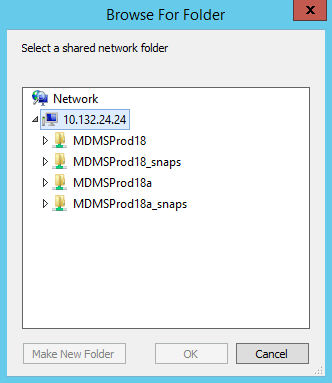 Browse For Folder
x
Select a shared network folder
Network
10.132.24.24
MDMSProd18
MDMSProd18_snaps
MDMSProd18a
MDMSProd18a_snaps
Make New Folder OK Cancel